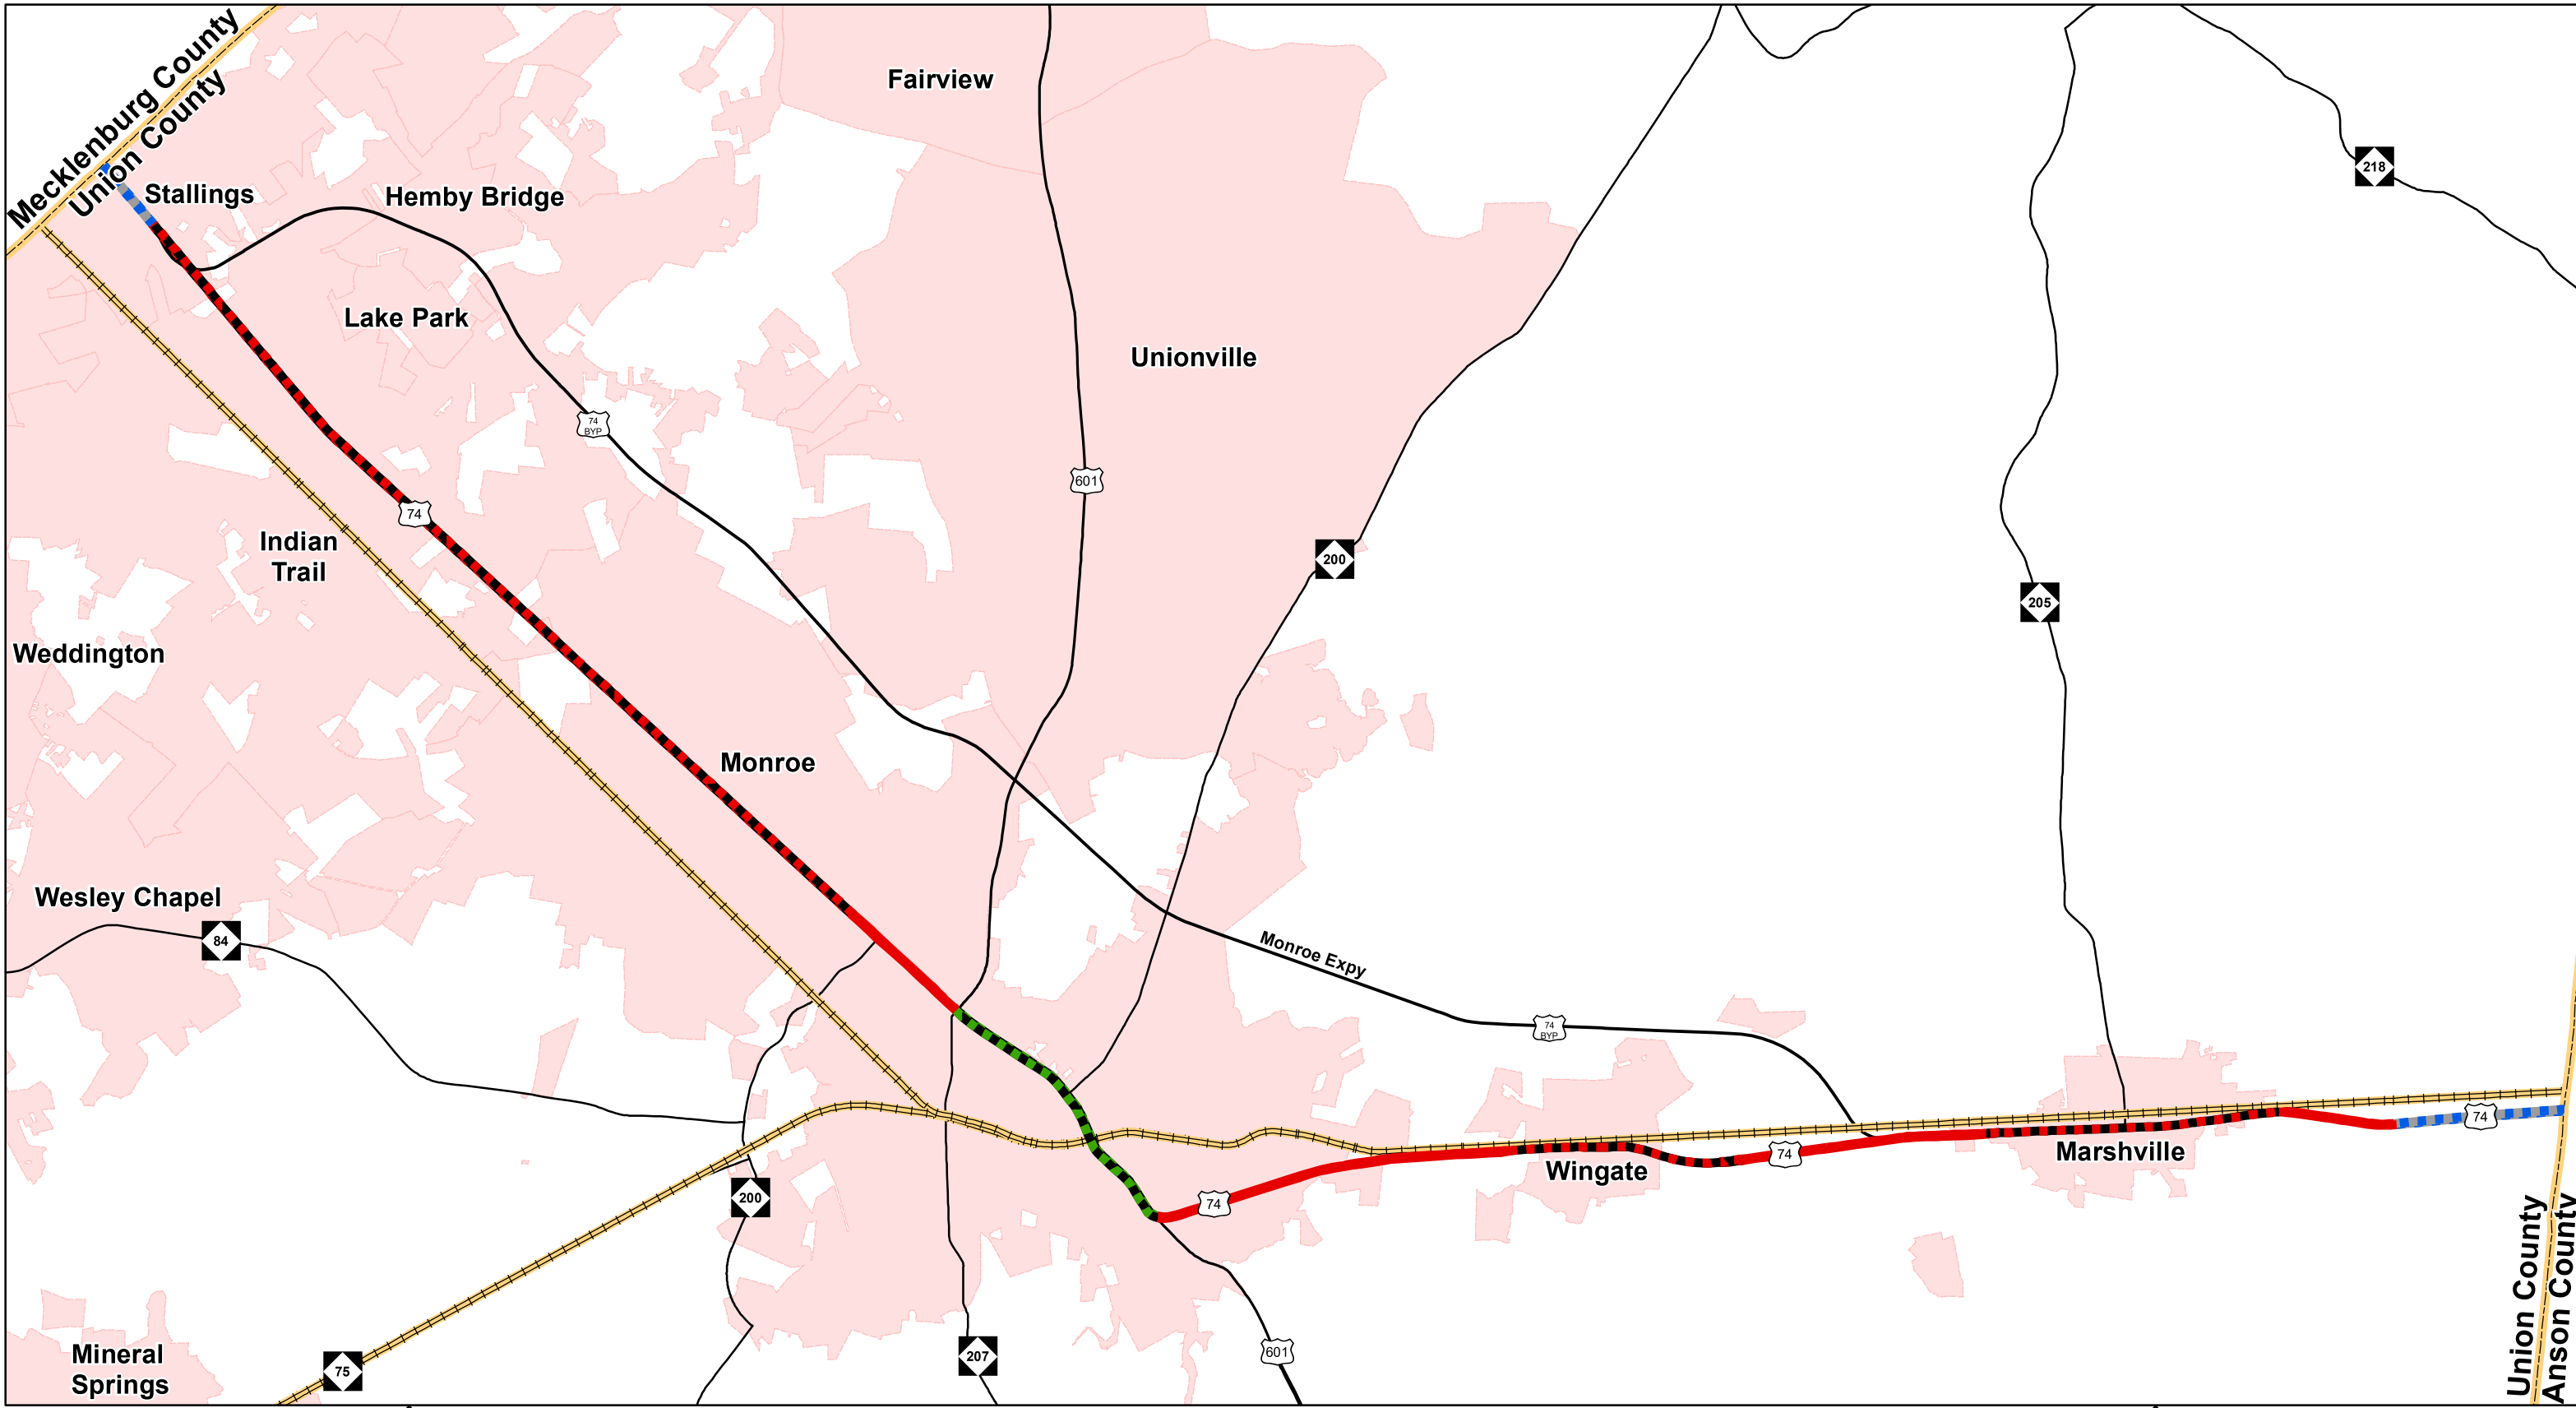 Mecklenburg County
Union County
Fairview
218
Stallings
Hemby Bridge
Lake Park
Unionville
74
BYP
601
74
Indian
Trail
200
205
Weddington
Monroe
Wesley Chapel
84
Monroe Expy
74
BYP
74
Marshville
74
Wingate
200
74
Union County
Anson County
Mineral
Springs
75
207
601